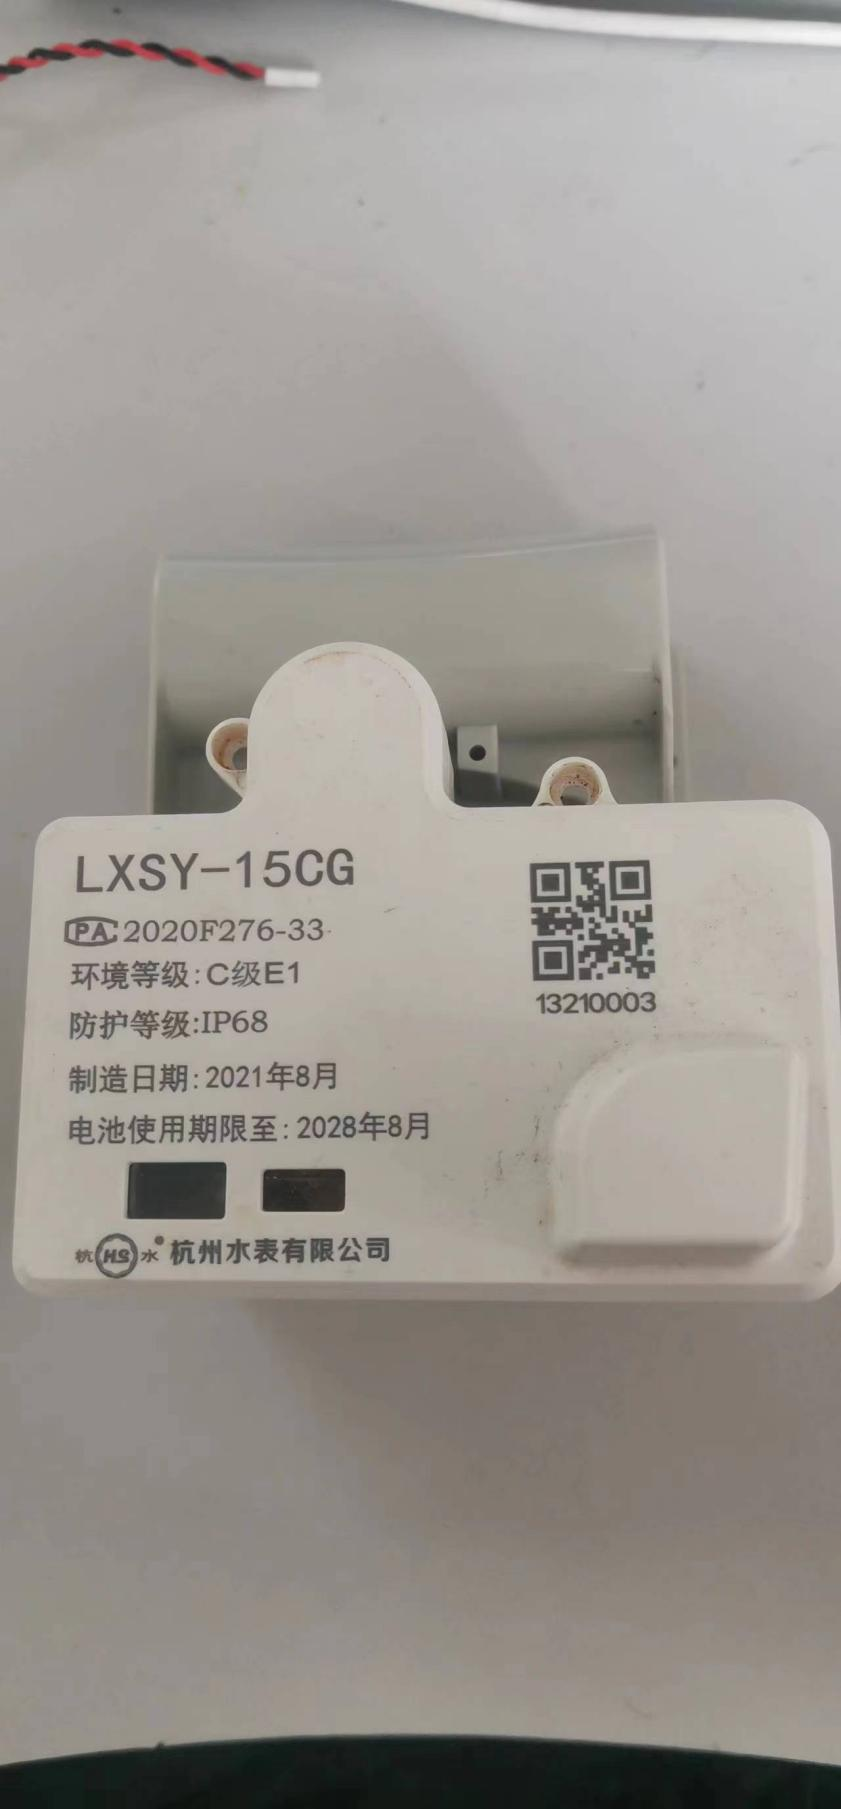 LXSY-15CG
PA 2020F276-33
环境等级:C级E1
防护等级:IP68
制造日期:2021年8月
电池使用期限至:2028年8月
杭 HS 水 杭州水表有限公司
13210003